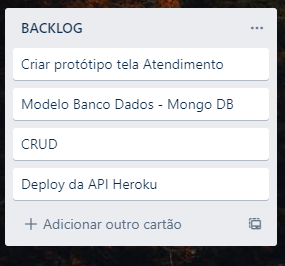 BACKLOG
Criar protótipo tela Atendimento
Modelo Banco Dados - Mongo DB
CRUD
Deploy da API Heroku
Adicionar outro cartão